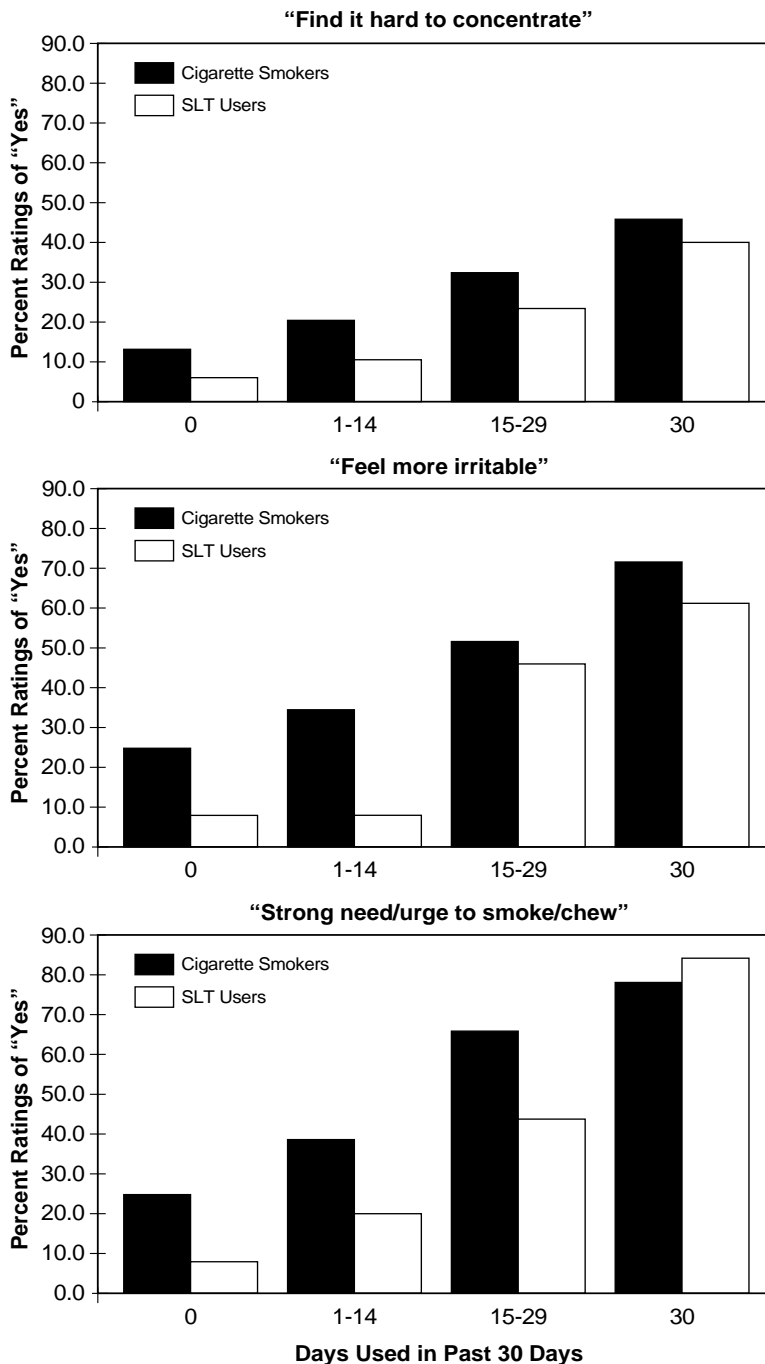 “Find it hard to concentrate”
90.0
80.0
70.0
60.0
50.0
40.0
30.0
20.0
10.0
0
Percent Ratings of “Yes”
Cigarette Smokers
SLT Users
0 1-14 15-29 30
“Feel more irritable”
90.0
80.0
70.0
60.0
50.0
40.0
30.0
20.0
10.0
0.0
Percent Ratings of “Yes”
Cigarette Smokers
SLT Users
0 1-14 15-29 30
“Strong need/urge to smoke/chew”
90.0
80.0
70.0
60.0
50.0
40.0
30.0
20.0
10.0
0.0
Percent Ratings of “Yes”
Cigarette Smokers
SLT Users
0 1-14 15-29 30
Days Used in Past 30 Days